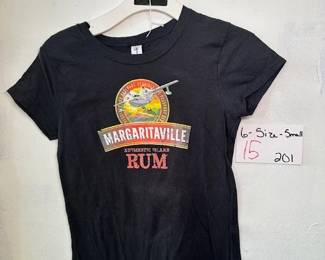 MARGARITAVILLE
AUTHENTIC ISLAND
RUM
6- Size-Small
15
201